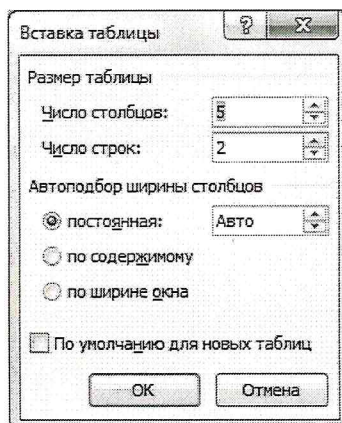 Вставка таблицы
Размер таблицы
Число столбцов: 5
Число строк: 2
Автоподбор ширины столбцов
постоянная: Авто
по содержимому
по ширине окна
По умолчанию для новых таблиц
ОК Отмена